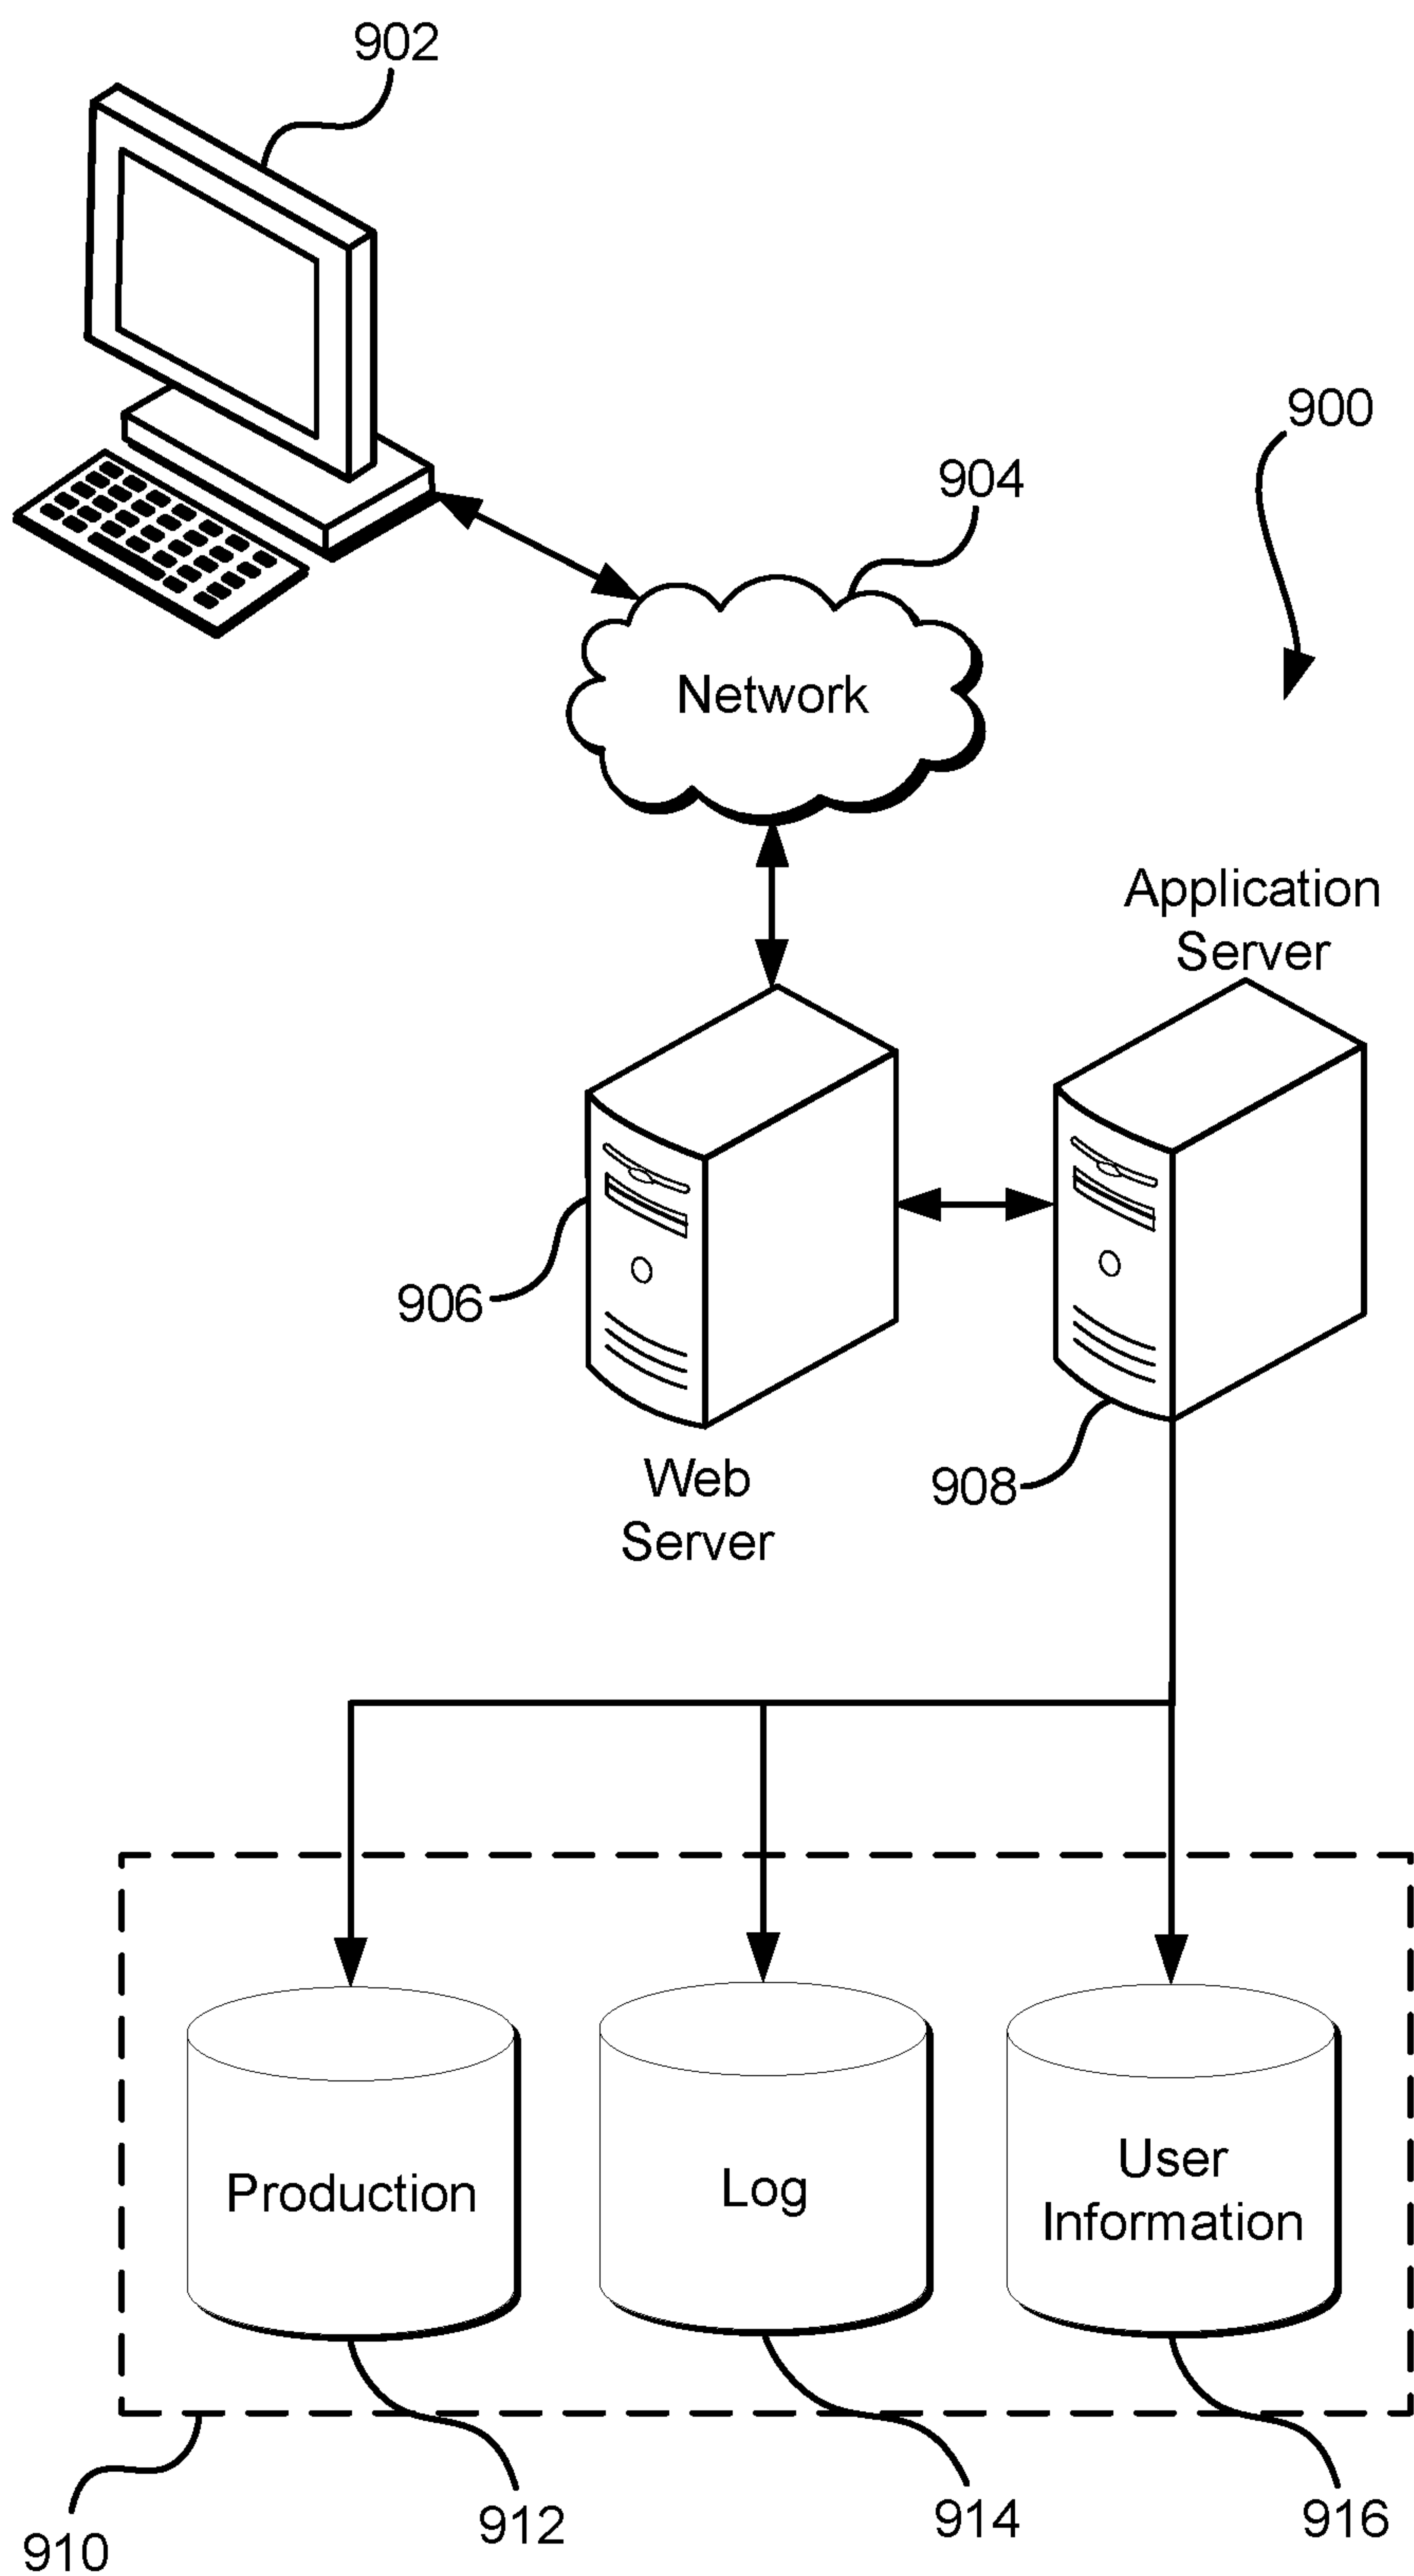 902
900
904
Network
Application
Server
906
908
Web
Server
Production
Log
User
Information
910
912
914
916